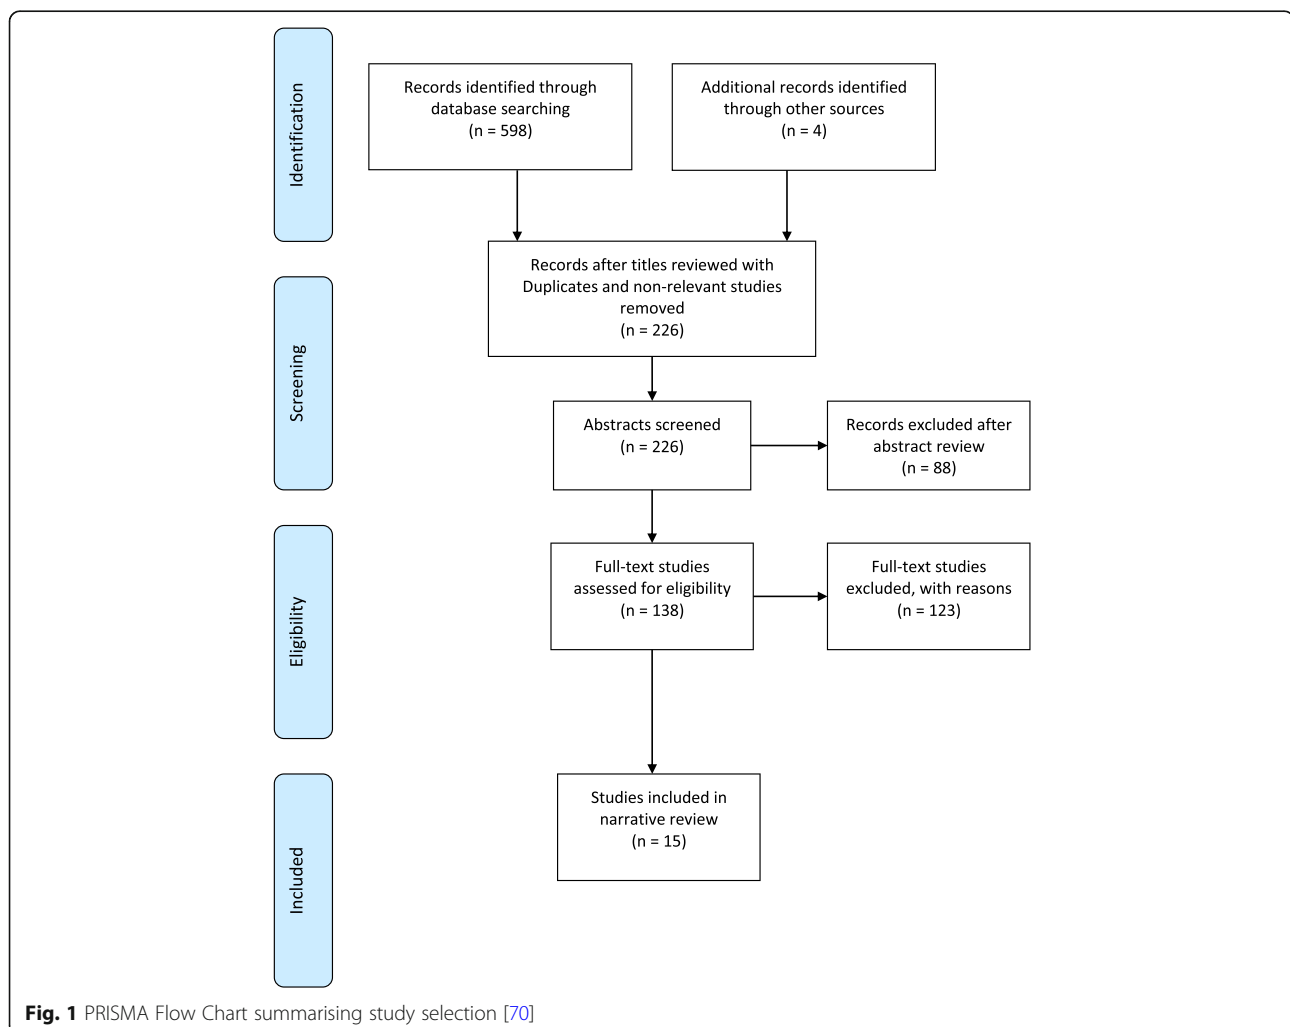 Identification
Records identified through
database searching
(n = 598)
Additional records identified
through other sources
(n = 4)
Records after titles reviewed with
Duplicates and non-relevant studies
removed
(n = 226)
Screening
Abstracts screened
(n = 226)
Records excluded after
abstract review
(n = 88)
Eligibility
Full-text studies
assessed for eligibility
(n = 138)
Full-text studies
excluded, with reasons
(n = 123)
Included
Studies included in
narrative review
(n = 15)
Fig. 1 PRISMA Flow Chart summarising study selection [70]